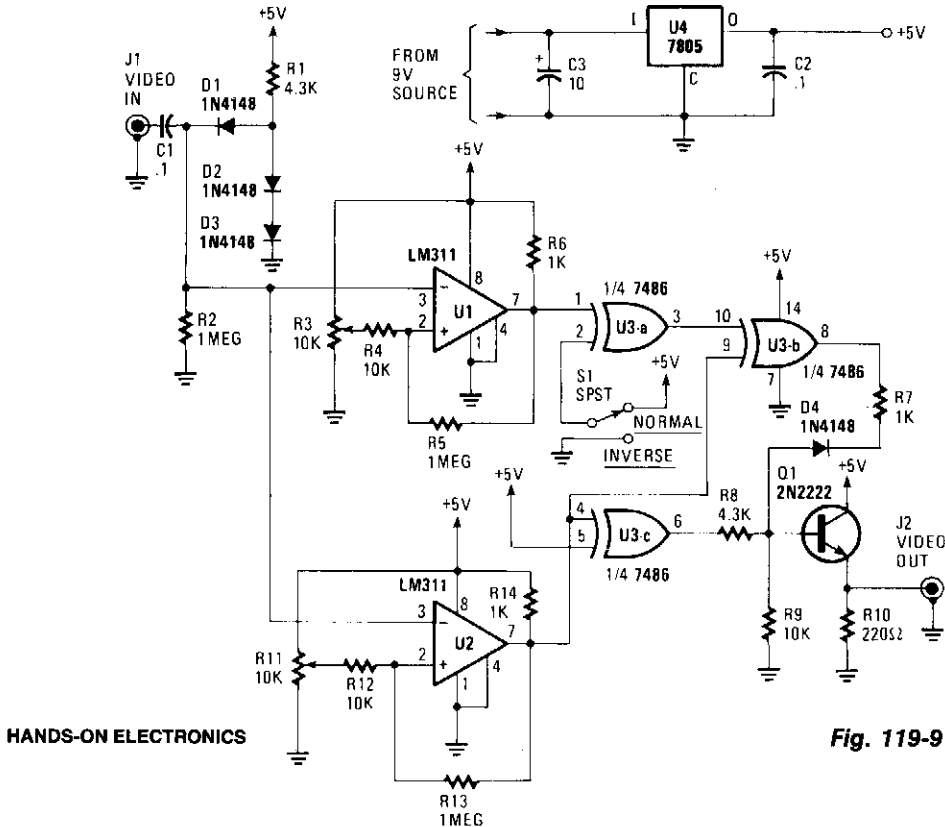 J1
VIDEO
IN
C1
.1
+5V
R1
4.3K
D1
1N4148
D2
1N4148
D3
1N4148
R2
1MEG
FROM
9V
SOURCE
+
C3
10
I
U4
7805
O
C
C2
.1
+5V
+5V
LM311
R3
10K
R4
10K
3
2
−
+
U1
8
7
4
1
R6
1K
R5
1MEG
1/4 7486
1
2
U3-a
3
S1
SPST
NORMAL
INVERSE
+5V
+5V
14
10
9
U3-b
8
7
1/4 7486
R7
1K
D4
1N4148
+5V
4
5
U3-c
6
1/4 7486
R8
4.3K
Q1
2N2222
+5V
J2
VIDEO
OUT
R9
10K
R10
220Ω
+5V
LM311
R11
10K
R12
10K
3
2
−
+
U2
8
7
4
1
R14
1K
R13
1MEG
HANDS-ON ELECTRONICS
Fig. 119-9